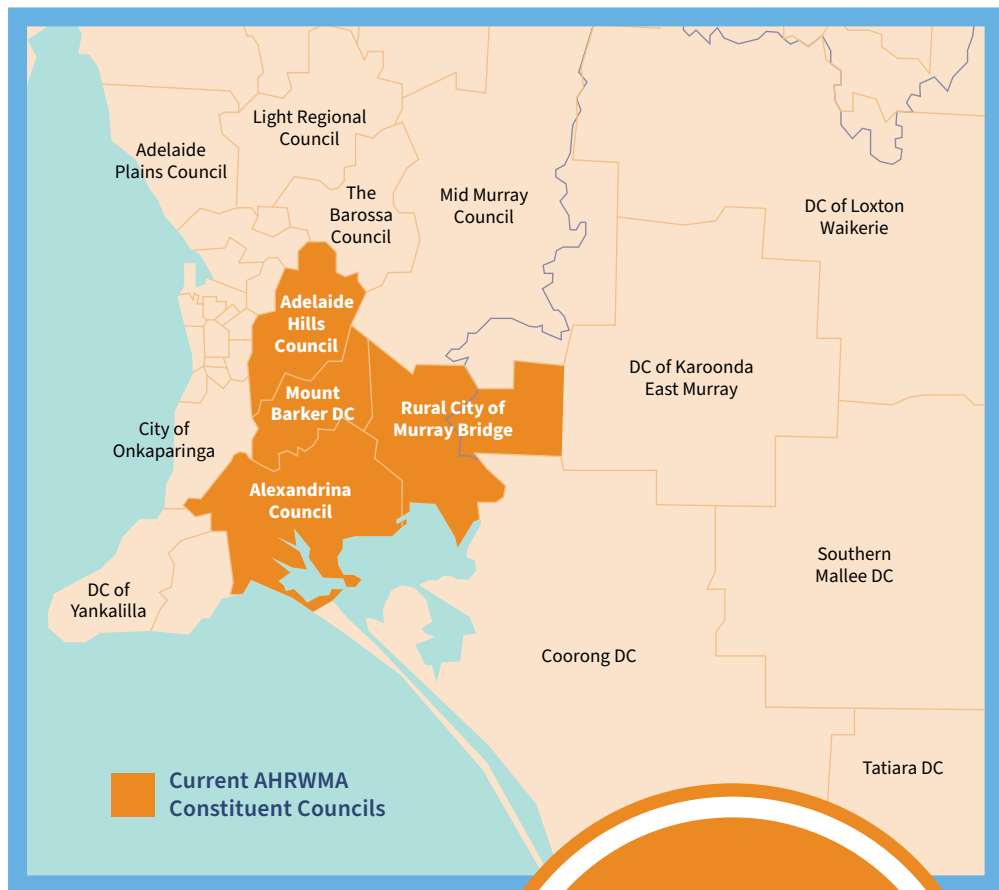 Light Regional
Council
Adelaide
Plains Council
The
Barossa
Council
Mid Murray
Council
DC of Loxton
Waikerie
Adelaide
Hills
Council
DC of Karoonda
East Murray
Mount
Barker DC
Rural City of
Murray Bridge
City of
Onkaparinga
Alexandrina
Council
Southern
Mallee DC
DC of
Yankalilla
Coorong DC
Tatiara DC
Current AHRWMA
Constituent Councils